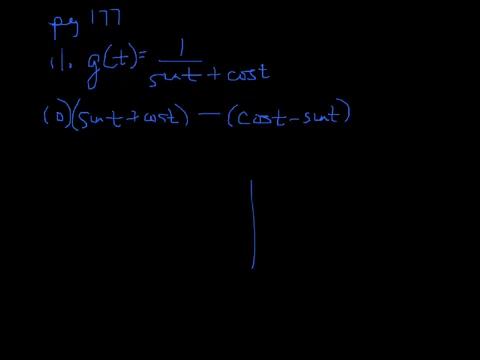 pg 177
11. g(t) = 1 / sint + cost
(0)(sint + cost) — (cost - sint)